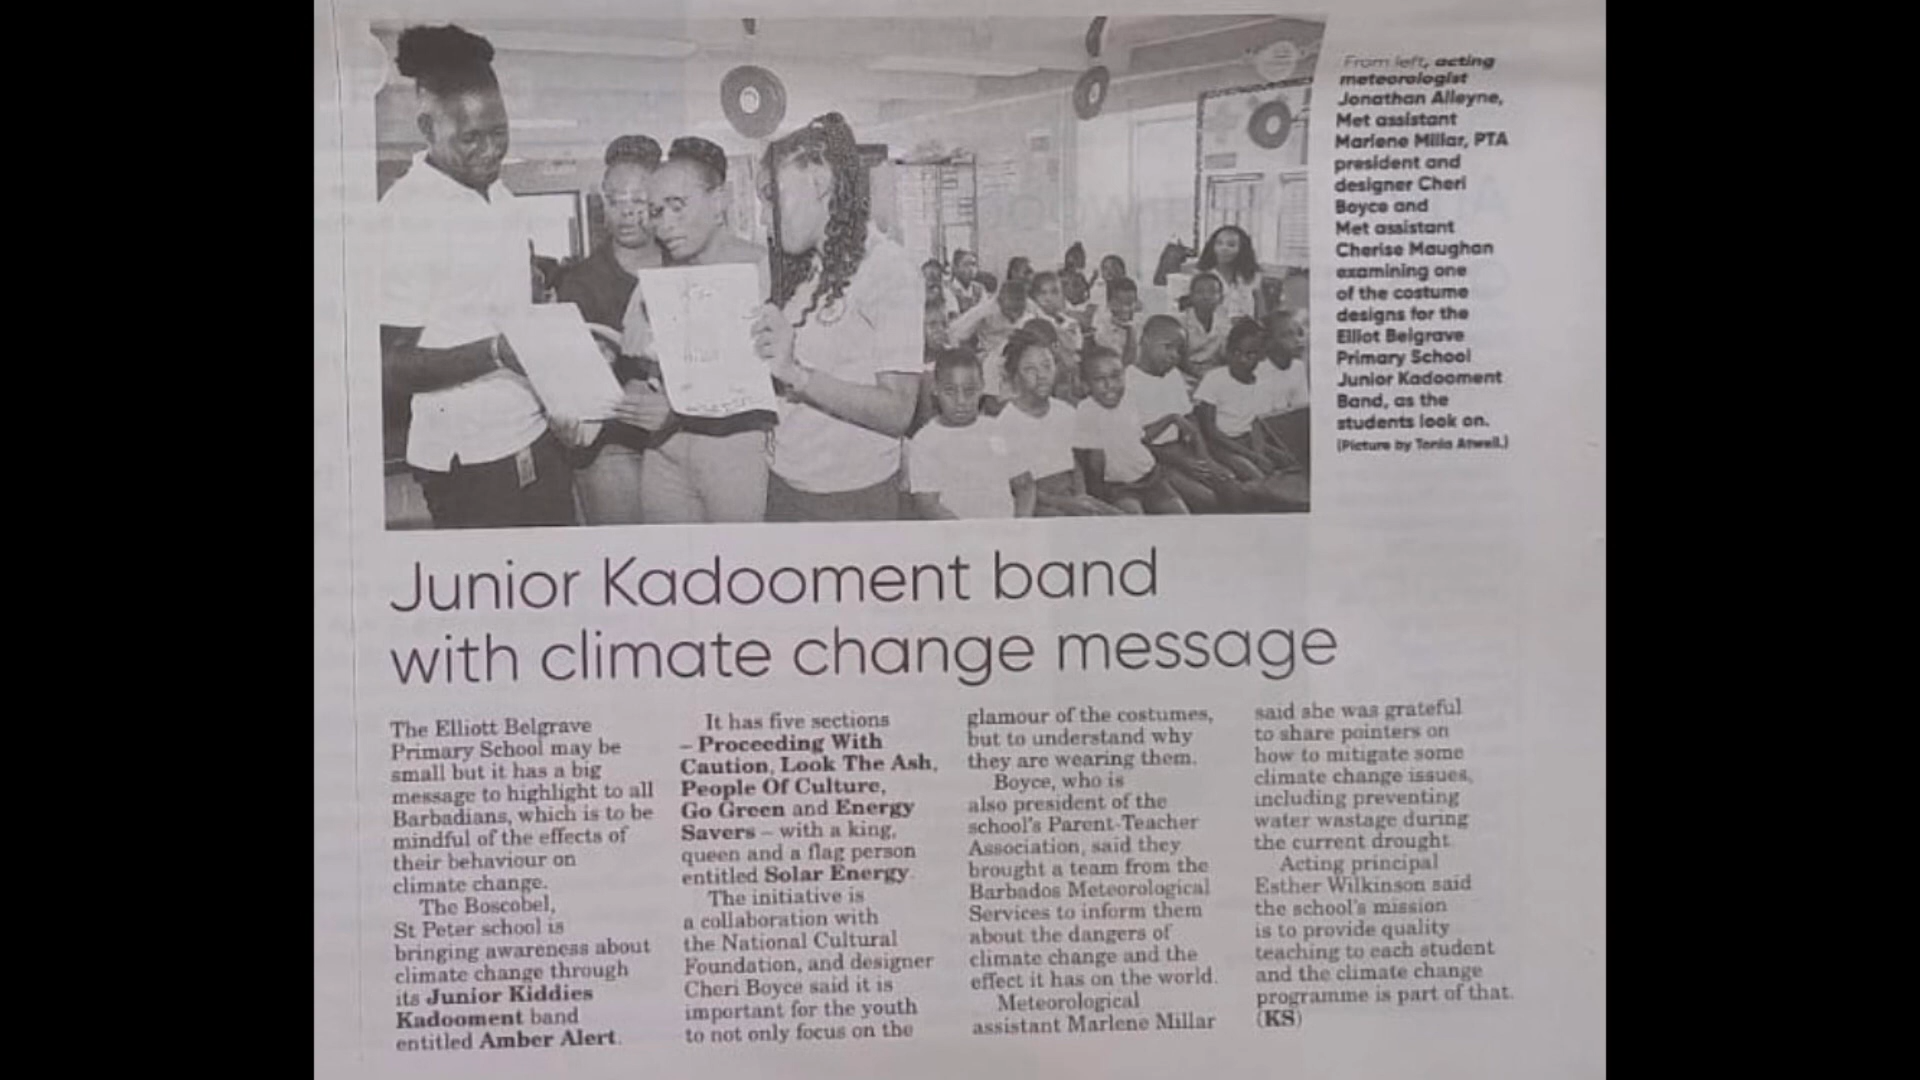 From left, acting
meteorologist
Jonathan Alleyne,
Met assistant
Marlene Millar, PTA
president and
designer Cheri
Boyce and
Met assistant
Cherise Maughan
examining one
of the costume
designs for the
Elliot Belgrave
Primary School
Junior Kadooment
Band, as the
students look on.
(Picture by Tonia Atwell.)
Junior Kadooment band
with climate change message
The Elliott Belgrave
Primary School may be
small but it has a big
message to highlight to all
Barbadians, which is to be
mindful of the effects of
their behaviour on
climate change.
The Boscobel,
St Peter school is
bringing awareness about
climate change through
its Junior Kiddies
Kadooment band
entitled Amber Alert.
It has five sections
– Proceeding With
Caution, Look The Ash,
People Of Culture,
Go Green and Energy
Savers – with a king,
queen and a flag person
entitled Solar Energy.
The initiative is
a collaboration with
the National Cultural
Foundation, and designer
Cheri Boyce said it is
important for the youth
to not only focus on the
glamour of the costumes,
but to understand why
they are wearing them.
Boyce, who is
also president of the
school's Parent-Teacher
Association, said they
brought a team from the
Barbados Meteorological
Services to inform them
about the dangers of
climate change and the
effect it has on the world.
Meteorological
assistant Marlene Millar
said she was grateful
to share pointers on
how to mitigate some
climate change issues,
including preventing
water wastage during
the current drought.
Acting principal
Esther Wilkinson said
the school's mission
is to provide quality
teaching to each student
and the climate change
programme is part of that.
(KS)